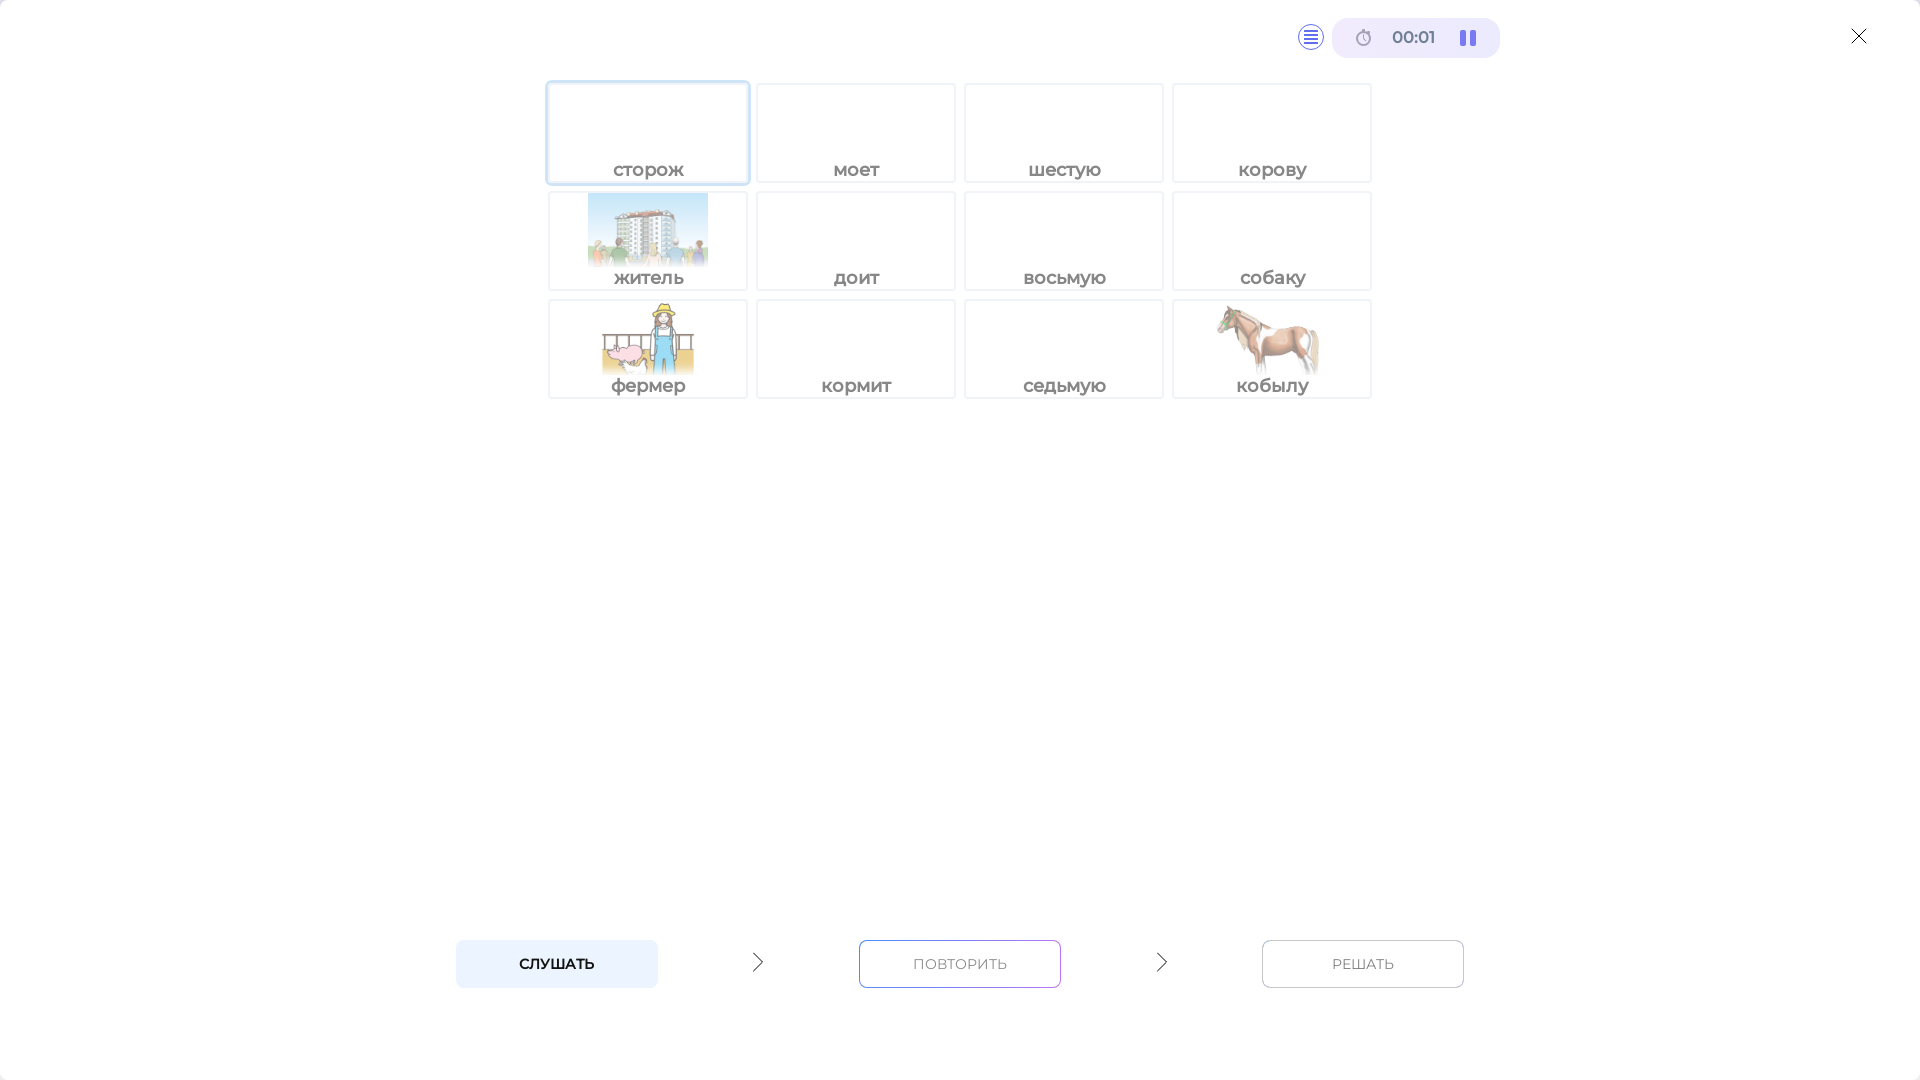 00:01
сторож моет шестую корову
житель доит восьмую собаку
фермер кормит седьмую кобылу
СЛУШАТЬ ПОВТОРИТЬ РЕШАТЬ